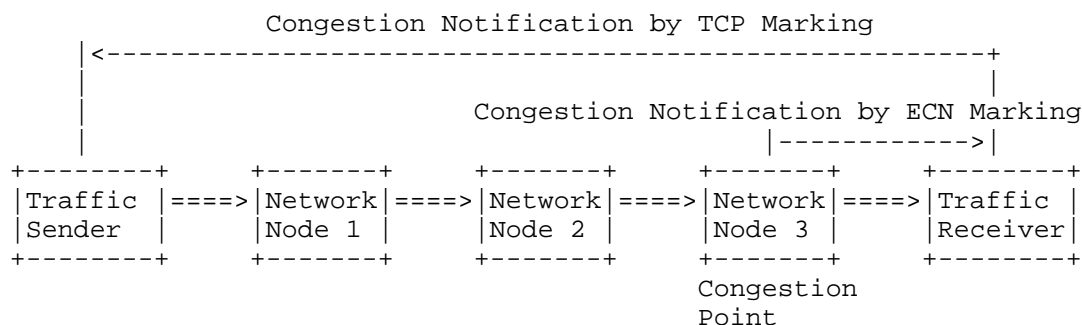 Congestion Notification by TCP Marking
|<---------------------------------------------------------+
|                                                          |
|                         Congestion Notification by ECN Marking
|                                            |------------>|
+--------+     +-------+      +-------+      +-------+      +--------+
|Traffic |====>|Network|====>|Network|====>|Network|====>|Traffic |
|Sender  |     |Node 1 |     |Node 2 |     |Node 3 |     |Receiver|
+--------+     +-------+      +-------+      +-------+      +--------+
Congestion
Point